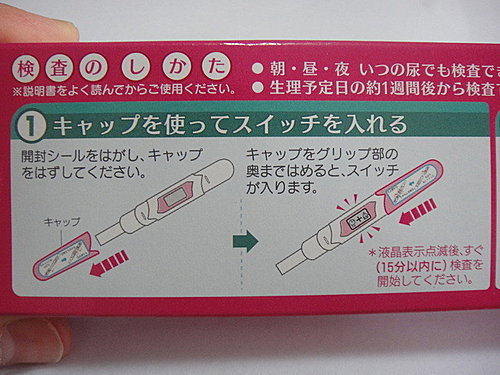 検査のしかた
※説明書をよく読んでからご使用ください。
● 朝・昼・夜 いつの尿でも検査でき
● 生理予定日の約1週間後から検査で
1 キャップを使ってスイッチを入れる
開封シールをはがし、キャップ
をはずしてください。
キャップ
キャップをグリップ部の
奥まではめると、スイッチ
が入ります。
＊液晶表示点滅後、すぐ
(15分以内に)検査を
開始してください。